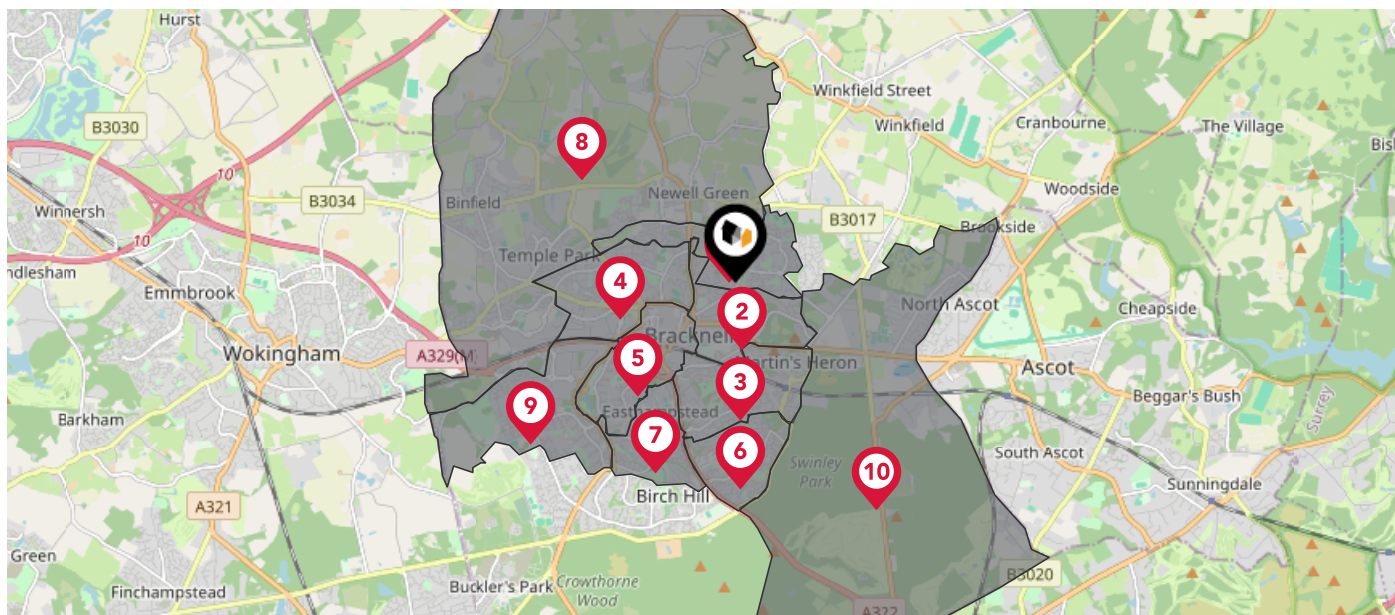 Hurst
Winkfield Street
B3030
Winkfield
Cranbourne
The Village
8
10
Newell Green
Woodside
B3034
Binfield
Winnersh
B3017
Brookside
10
Temple Park
Emmbrook
4
North Ascot
Cheapside
2
Bracknell
Wokingham
A329(M)
5
Martin's Heron
Ascot
3
Beggar's Bush
9
Easthampstead
Barkham
Surrey
7
6
South Ascot
Swinley
Park
10
Sunningdale
Birch Hill
A321
Green
B3020
Buckler's Park
Crowthorne
Wood
Finchampstead
A322